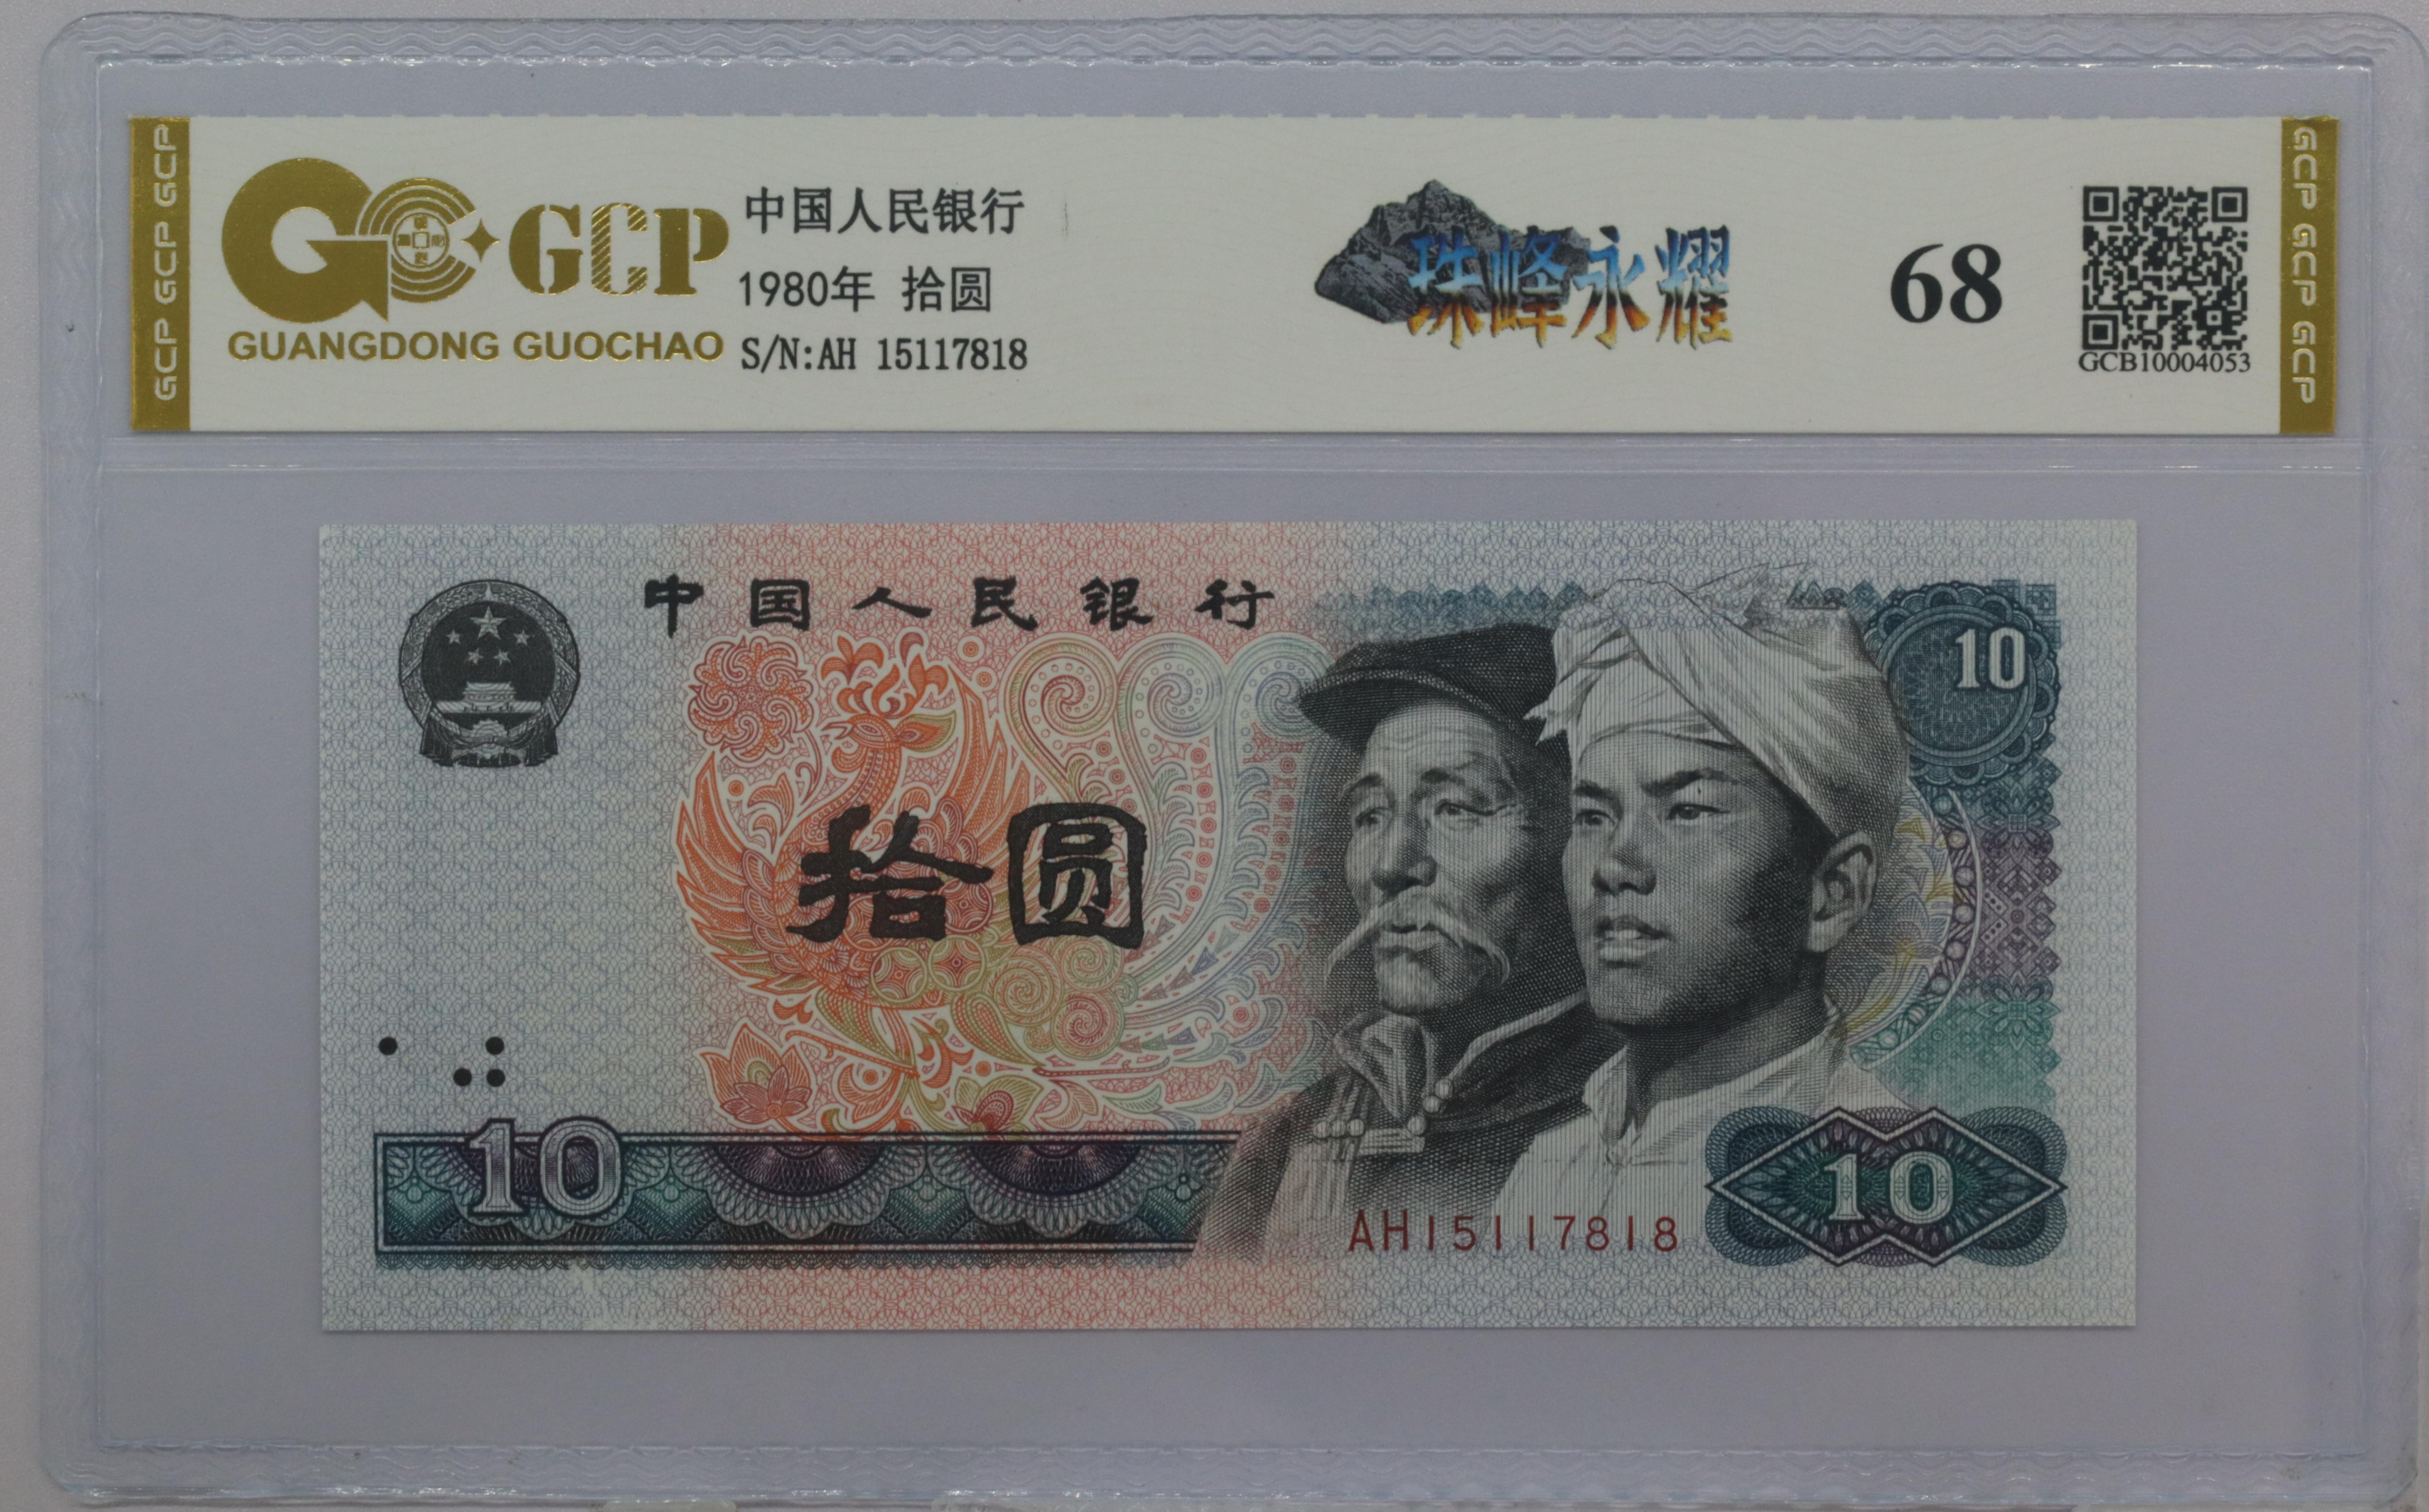 GCP GCP GCP
GCP
GUANGDONG GUOCHAO
中国人民银行
1980年 拾圆
S/N:AH 15117818
珠峰永耀
68
GCB10004053
GCP GCP GCP
中国人民银行
10
拾圆
10
AH15117818
10